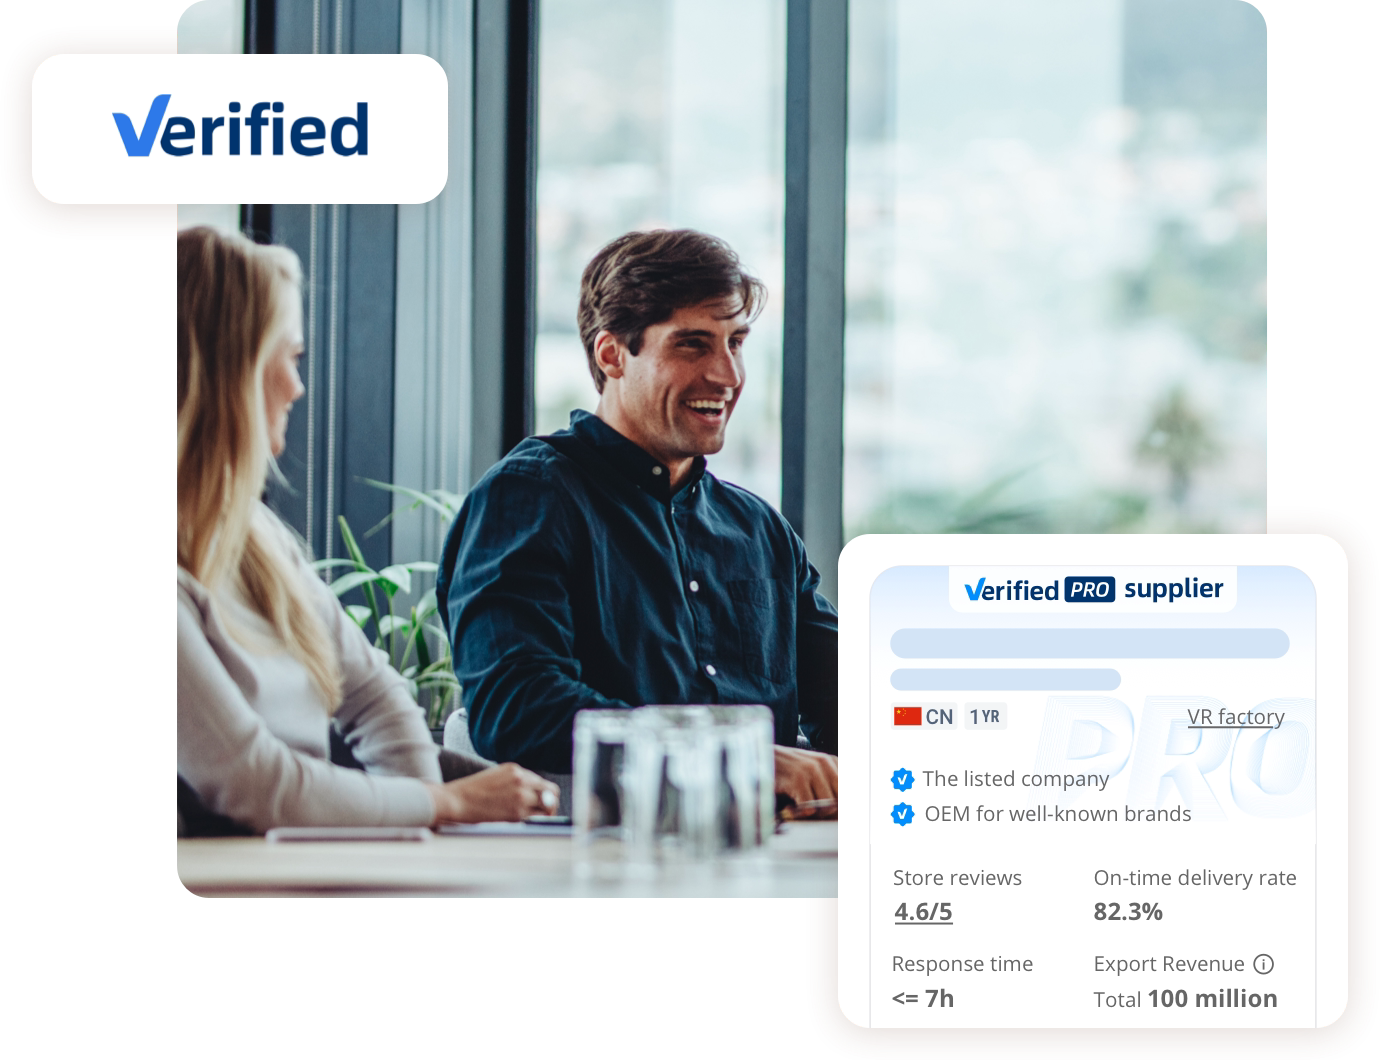 Verified
Verified PRO supplier
CN 1YR VR factory
PRO
The listed company
OEM for well-known brands
Store reviews On-time delivery rate
4.6/5 82.3%
Response time Export Revenue
<= 7h Total 100 million